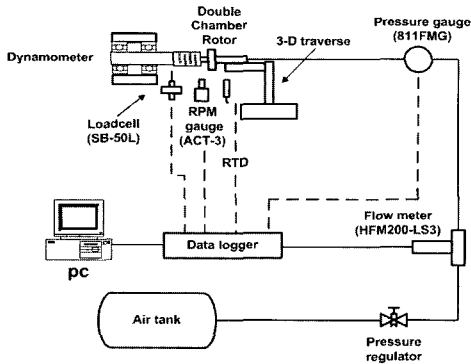 Double
Chamber
Rotor
Pressure gauge
(811FMG)
Dynamometer
3-D traverse
Loadcell
(SB-50L)
RPM
gauge
(ACT-3)
RTD
Flow meter
(HFM200-LS3)
Data logger
pc
Air tank
Pressure
regulator